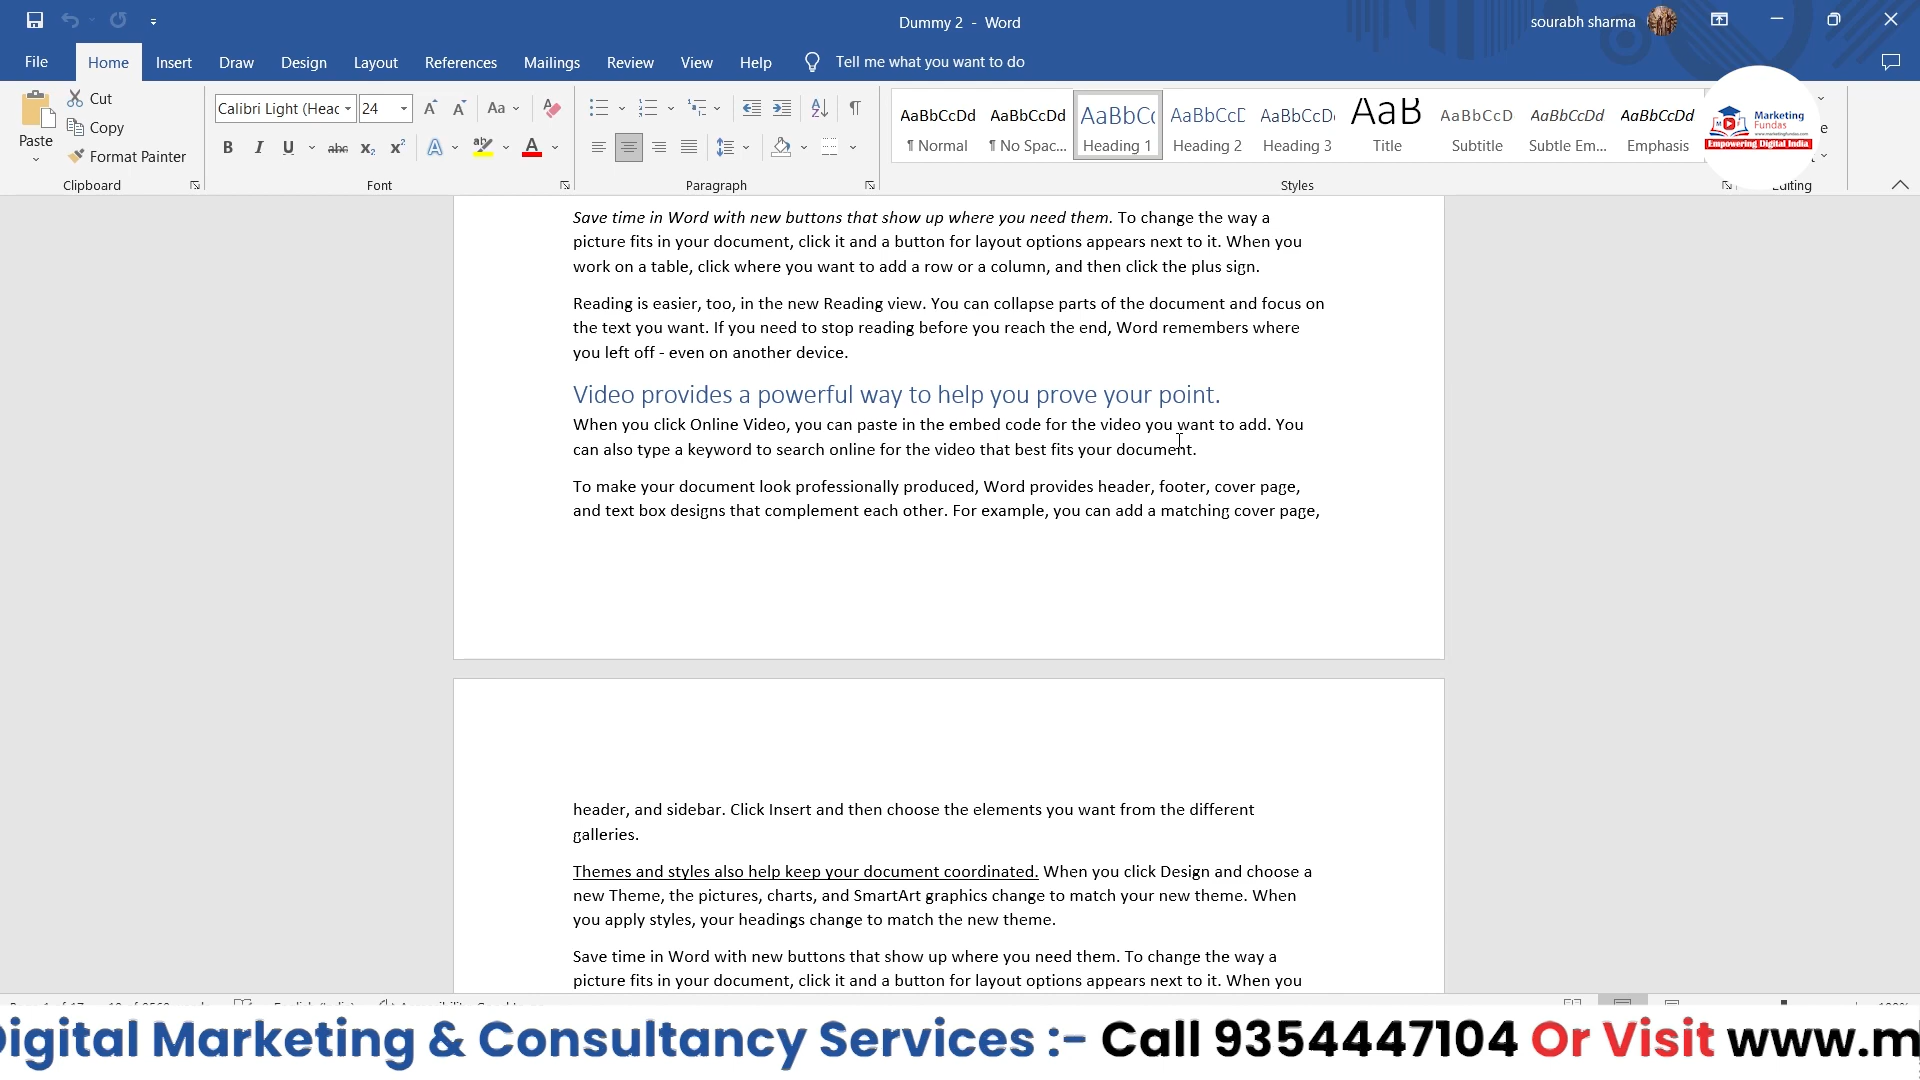 Dummy 2 - Word
sourabh sharma
File Home Insert Draw Design Layout References Mailings Review View Help Tell me what you want to do
Paste
Cut
Copy
Format Painter
Clipboard
Calibri Light (Head 24 Aa
B I U abc x₂ x² A ab A
Font
Paragraph
AaBbCcDd AaBbCcDd AaBbC AaBbCcD AaBbCcDd AaB AaBbCcD AaBbCcDd AaBbCcDd
¶ Normal ¶ No Spac... Heading 1 Heading 2 Heading 3 Title Subtitle Subtle Em... Emphasis
Styles
Editing
Marketing
Fundas
www.marketingfundas.com
Empowering Digital India
Save time in Word with new buttons that show up where you need them. To change the way a
picture fits in your document, click it and a button for layout options appears next to it. When you
work on a table, click where you want to add a row or a column, and then click the plus sign.
Reading is easier, too, in the new Reading view. You can collapse parts of the document and focus on
the text you want. If you need to stop reading before you reach the end, Word remembers where
you left off - even on another device.
Video provides a powerful way to help you prove your point.
When you click Online Video, you can paste in the embed code for the video you want to add. You
can also type a keyword to search online for the video that best fits your document.
To make your document look professionally produced, Word provides header, footer, cover page,
and text box designs that complement each other. For example, you can add a matching cover page,
header, and sidebar. Click Insert and then choose the elements you want from the different
galleries.
Themes and styles also help keep your document coordinated. When you click Design and choose a
new Theme, the pictures, charts, and SmartArt graphics change to match your new theme. When
you apply styles, your headings change to match the new theme.
Save time in Word with new buttons that show up where you need them. To change the way a
picture fits in your document, click it and a button for layout options appears next to it. When you
Digital Marketing & Consultancy Services :- Call 9354447104 Or Visit www.m